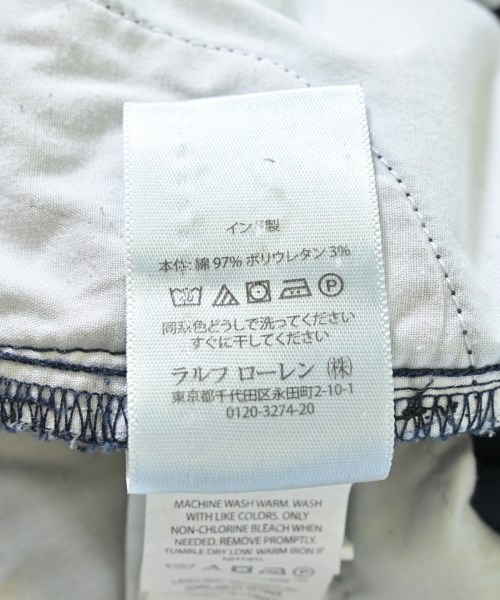 インド製
本体: 綿 97% ポリウレタン 3%
同系色どうしで洗ってください
すぐに干してください
ラルフ ローレン (株)
東京都千代田区永田町2-10-1
0120-3274-20
MACHINE WASH WARM. WASH
WITH LIKE COLORS. ONLY
NON-CHLORINE BLEACH WHEN
NEEDED. REMOVE PROMPTLY.
TUMBLE DRY LOW. WARM IRON IF